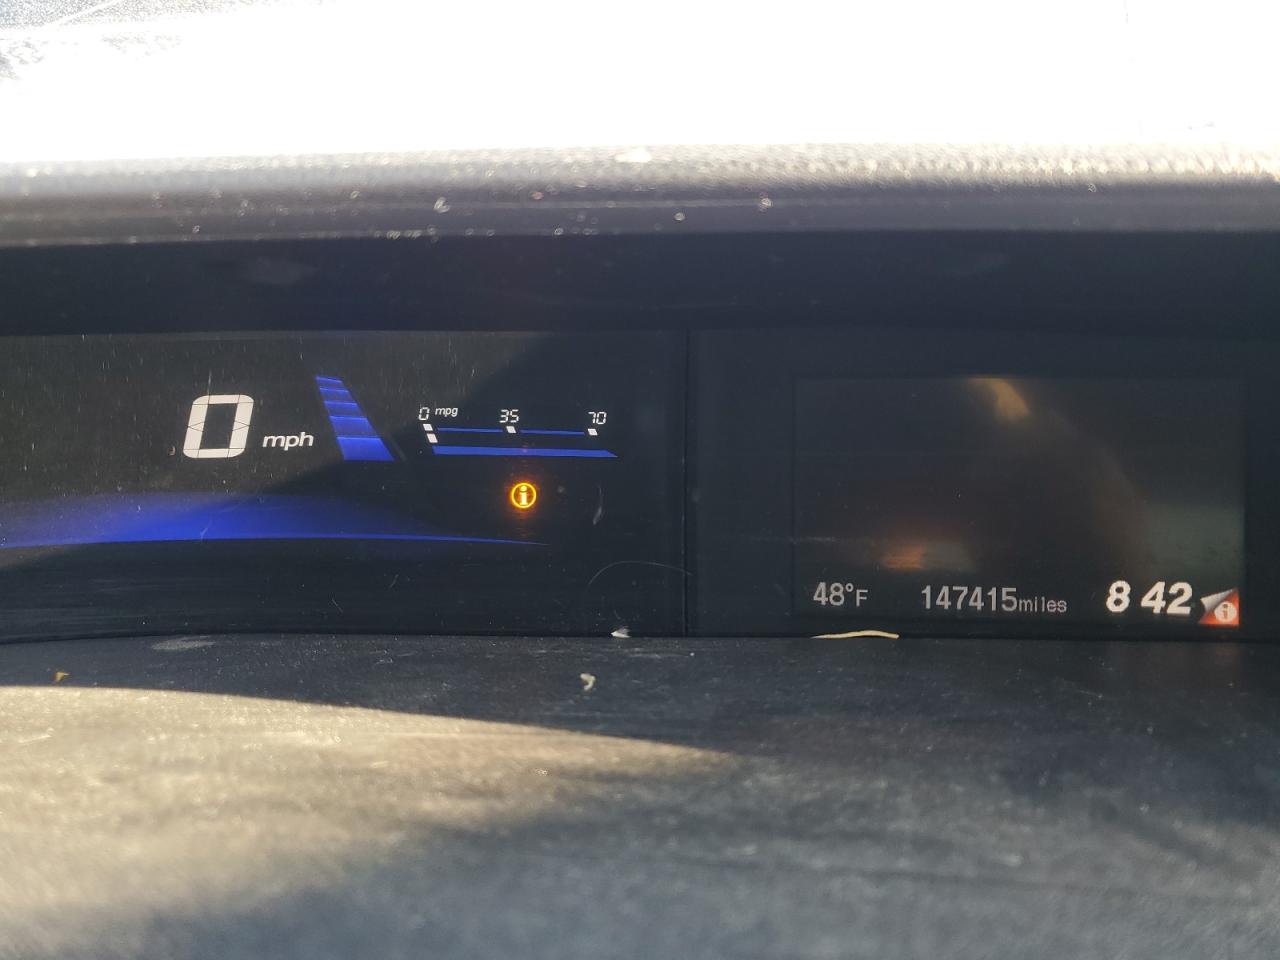 0 mph
0 mpg 35 70
i
48°F 147415miles 8 42 i